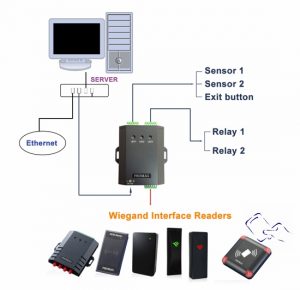 SERVER
Sensor 1
Sensor 2
Exit button
Ethernet
Relay 1
Relay 2
Wiegand Interface Readers